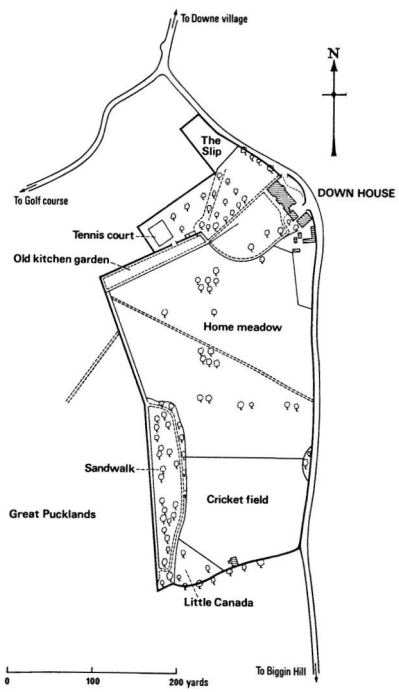 To Downe village
N
The
Slip
To Golf course
DOWN HOUSE
Tennis court
Old kitchen garden
Home meadow
Sandwalk
Cricket field
Great Pucklands
Little Canada
To Biggin Hill
0 100 200 yards